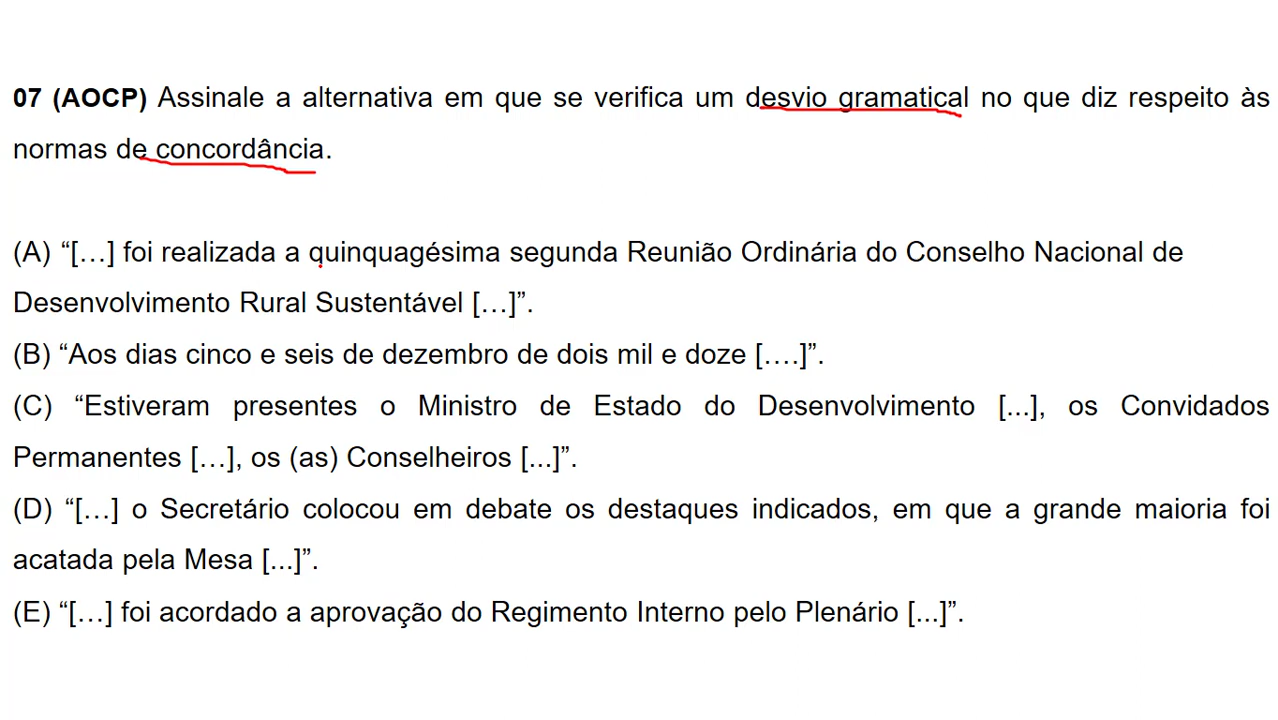 07 (AOCP) Assinale a alternativa em que se verifica um desvio gramatical no que diz respeito às
normas de concordância.
(A) “[…] foi realizada a quinquagésima segunda Reunião Ordinária do Conselho Nacional de
Desenvolvimento Rural Sustentável […]”.
(B) “Aos dias cinco e seis de dezembro de dois mil e doze [….]”.
(C) “Estiveram presentes o Ministro de Estado do Desenvolvimento [...], os Convidados
Permanentes […], os (as) Conselheiros [...]”.
(D) “[…] o Secretário colocou em debate os destaques indicados, em que a grande maioria foi
acatada pela Mesa [...]”.
(E) “[…] foi acordado a aprovação do Regimento Interno pelo Plenário [...]”.